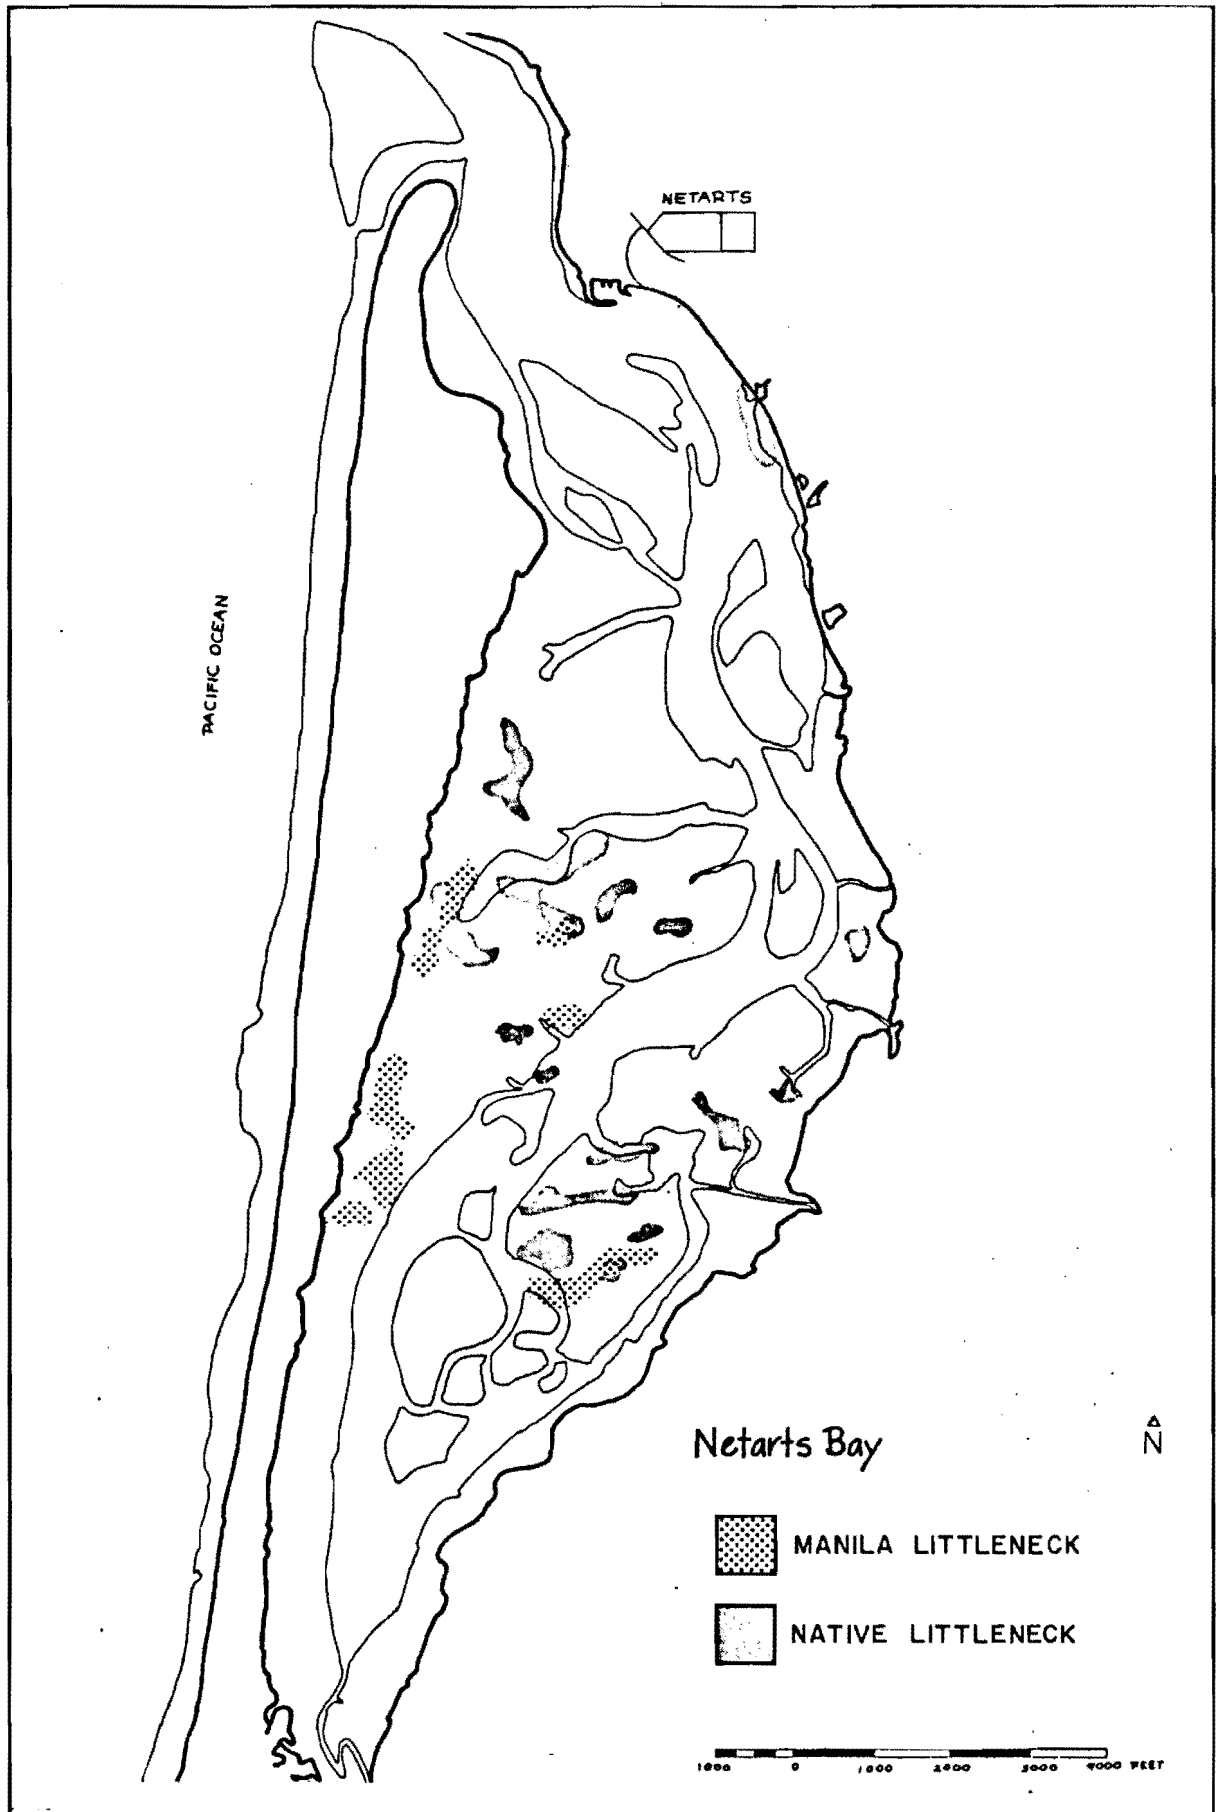 NETARTS
PACIFIC OCEAN
Netarts Bay
N
MANILA LITTLENECK
NATIVE LITTLENECK
1000 0 1000 2000 3000 4000 FEET